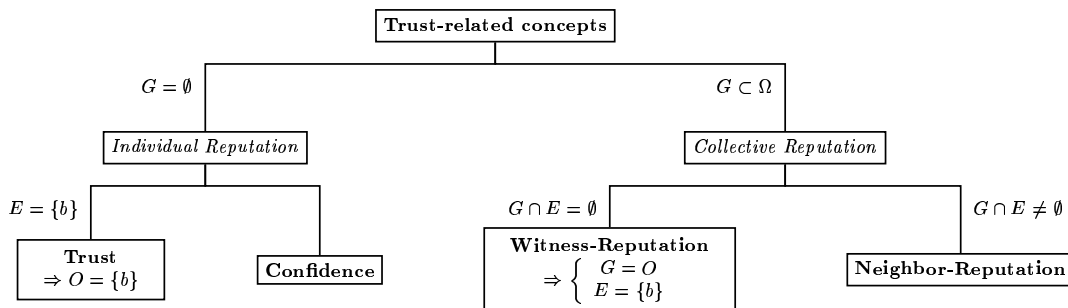 Trust-related concepts
G = ∅
G ⊂ Ω
Individual Reputation
Collective Reputation
E = {b}
G ∩ E = ∅
G ∩ E ≠ ∅
Trust
⇒ O = {b}
Confidence
Witness-Reputation
⇒ { G = O
E = {b}
Neighbor-Reputation